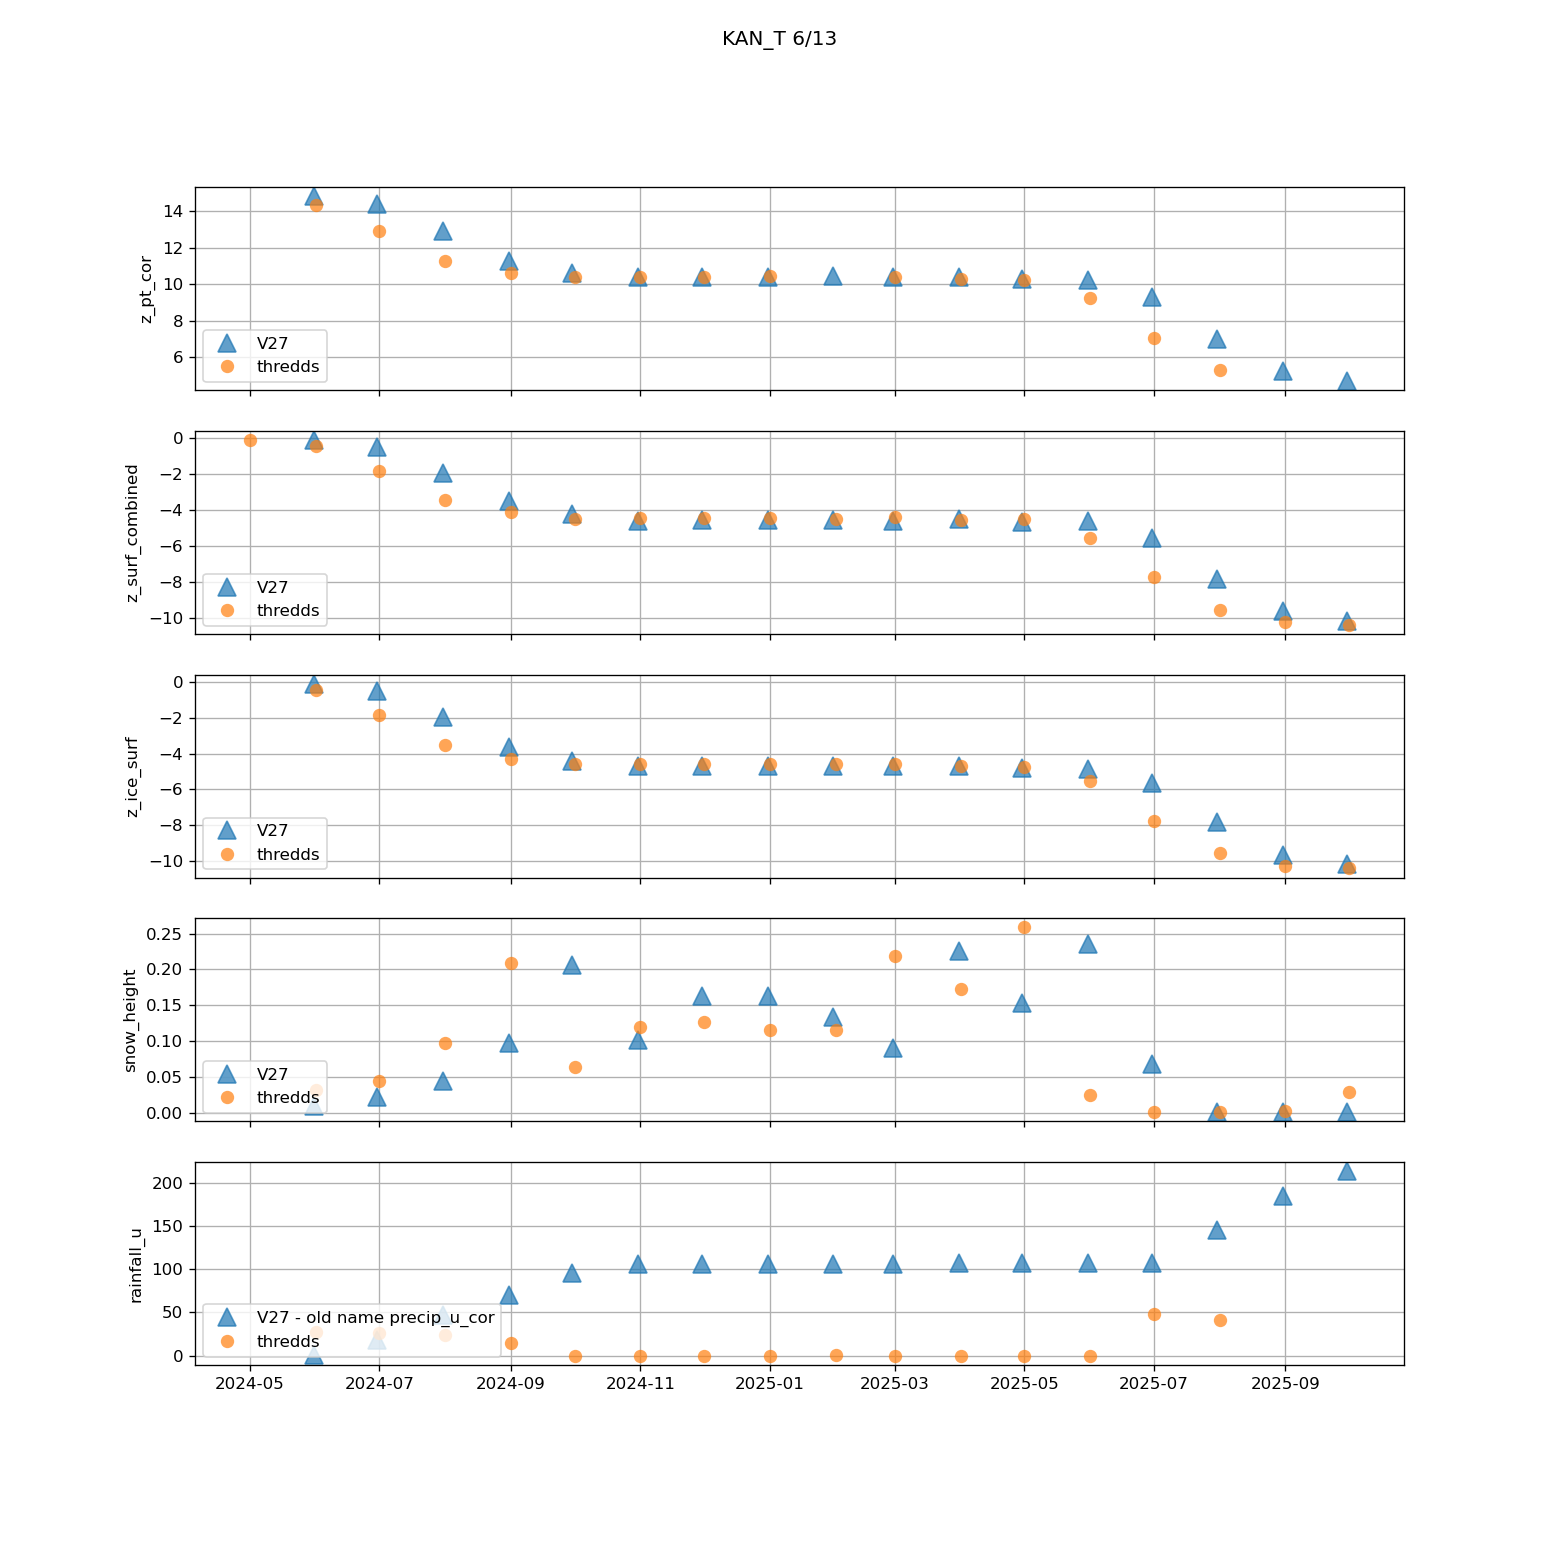 KAN_T 6/13
z_pt_cor
14
12
10
8
6
V27
thredds
z_surf_combined
0
−2
−4
−6
−8
−10
V27
thredds
z_ice_surf
0
−2
−4
−6
−8
−10
V27
thredds
snow_height
0.25
0.20
0.15
0.10
0.05
0.00
V27
thredds
rainfall_u
200
150
100
50
0
V27 - old name precip_u_cor
thredds
2024-05 2024-07 2024-09 2024-11 2025-01 2025-03 2025-05 2025-07 2025-09